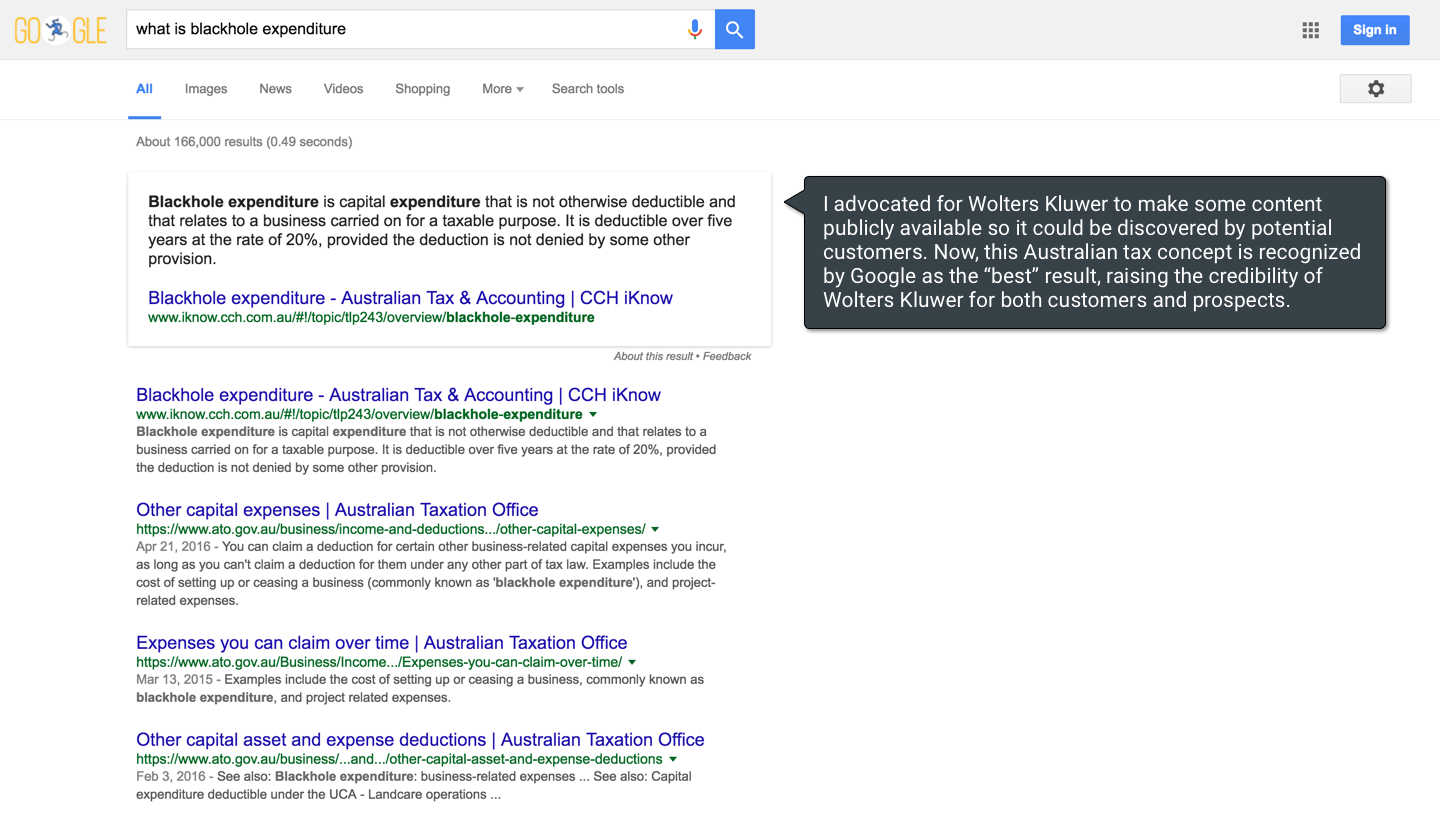 GO GLE
what is blackhole expenditure
Sign in
All Images News Videos Shopping More Search tools
About 166,000 results (0.49 seconds)
Blackhole expenditure is capital expenditure that is not otherwise deductible and
that relates to a business carried on for a taxable purpose. It is deductible over five
years at the rate of 20%, provided the deduction is not denied by some other
provision.
Blackhole expenditure - Australian Tax & Accounting | CCH iKnow
www.iknow.cch.com.au/#!/topic/tlp243/overview/blackhole-expenditure
About this result • Feedback
I advocated for Wolters Kluwer to make some content
publicly available so it could be discovered by potential
customers. Now, this Australian tax concept is recognized
by Google as the “best” result, raising the credibility of
Wolters Kluwer for both customers and prospects.
Blackhole expenditure - Australian Tax & Accounting | CCH iKnow
www.iknow.cch.com.au/#!/topic/tlp243/overview/blackhole-expenditure
Blackhole expenditure is capital expenditure that is not otherwise deductible and that relates to a
business carried on for a taxable purpose. It is deductible over five years at the rate of 20%, provided
the deduction is not denied by some other provision.
Other capital expenses | Australian Taxation Office
https://www.ato.gov.au/business/income-and-deductions.../other-capital-expenses/
Apr 21, 2016 - You can claim a deduction for certain other business-related capital expenses you incur,
as long as you can't claim a deduction for them under any other part of tax law. Examples include the
cost of setting up or ceasing a business (commonly known as 'blackhole expenditure'), and project-
related expenses.
Expenses you can claim over time | Australian Taxation Office
https://www.ato.gov.au/Business/Income.../Expenses-you-can-claim-over-time/
Mar 13, 2015 - Examples include the cost of setting up or ceasing a business, commonly known as
blackhole expenditure, and project related expenses.
Other capital asset and expense deductions | Australian Taxation Office
https://www.ato.gov.au/business/...and.../other-capital-asset-and-expense-deductions
Feb 3, 2016 - See also: Blackhole expenditure: business-related expenses ... See also: Capital
expenditure deductible under the UCA - Landcare operations ...